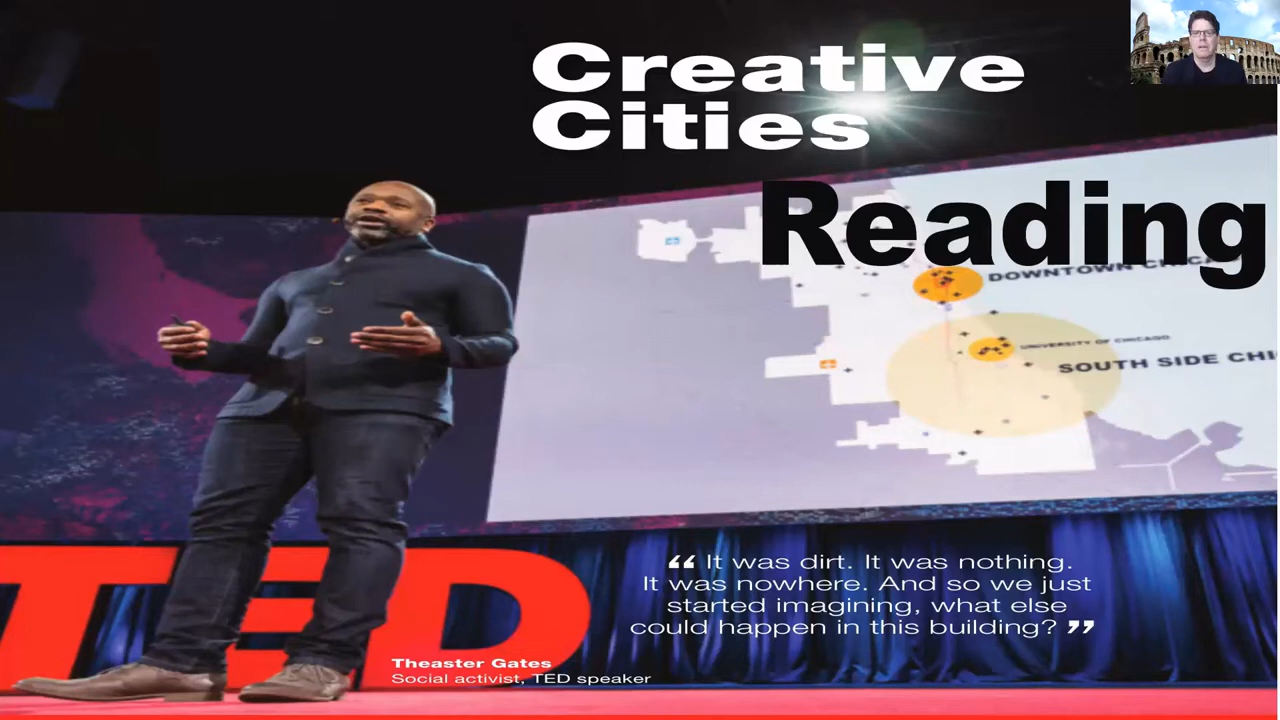 Creative
Cities
Reading
DOWNTOWN
UNIVERSITY OF CHICAGO
SOUTH SIDE CHI
“ It was dirt. It was nothing.
It was nowhere. And so we just
started imagining, what else
could happen in this building? ”
TED
Theaster Gates
Social activist, TED speaker